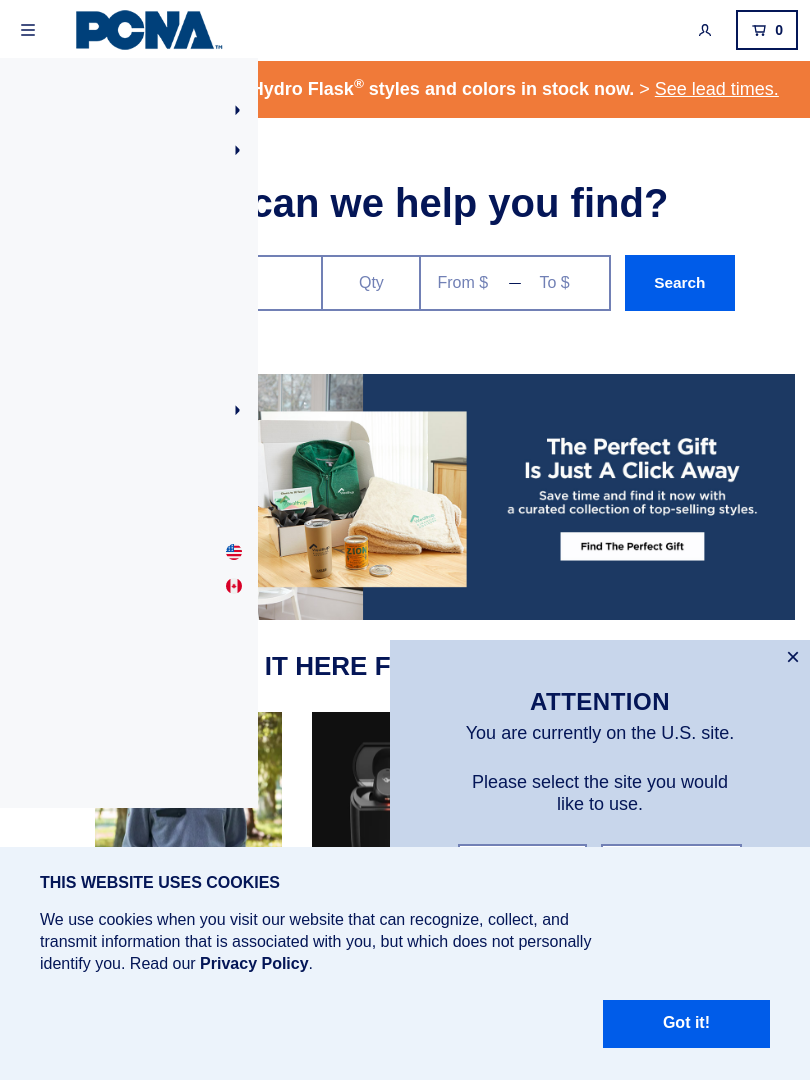 PCNA™
0
Hydro Flask® styles and colors in stock now. > See lead times.
can we help you find?
Qty
From $ — To $
Search
The Perfect Gift
Is Just A Click Away
Save time and find it now with
a curated collection of top-selling styles.
Find The Perfect Gift
ZION
IT HERE F
×
ATTENTION
You are currently on the U.S. site.
Please select the site you would
like to use.
THIS WEBSITE USES COOKIES
We use cookies when you visit our website that can recognize, collect, and
transmit information that is associated with you, but which does not personally
identify you. Read our Privacy Policy.
Got it!